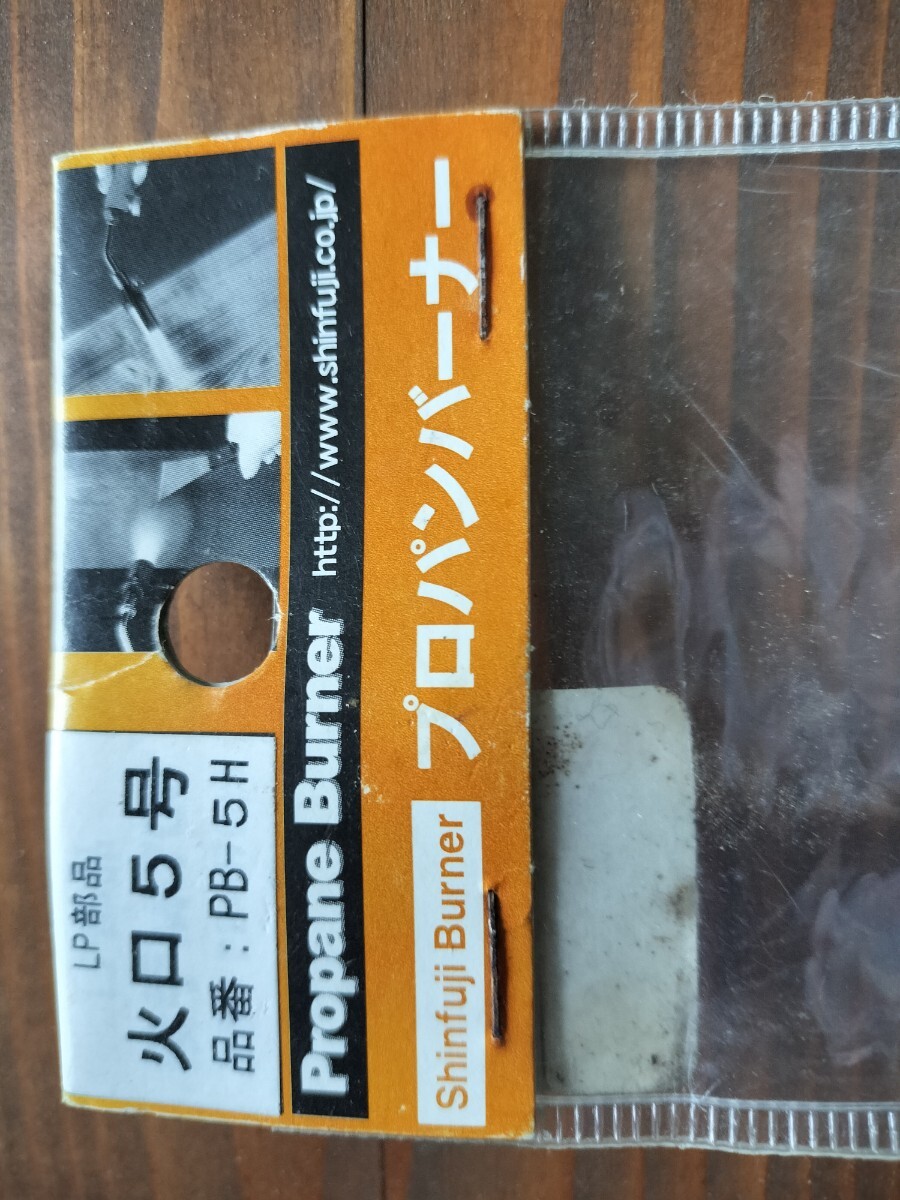 LP部品
火口5号
品番:PB-5H
Propane Burner http://www.shinfuji.co.jp/
Shinfuji Burner プロパンバーナー